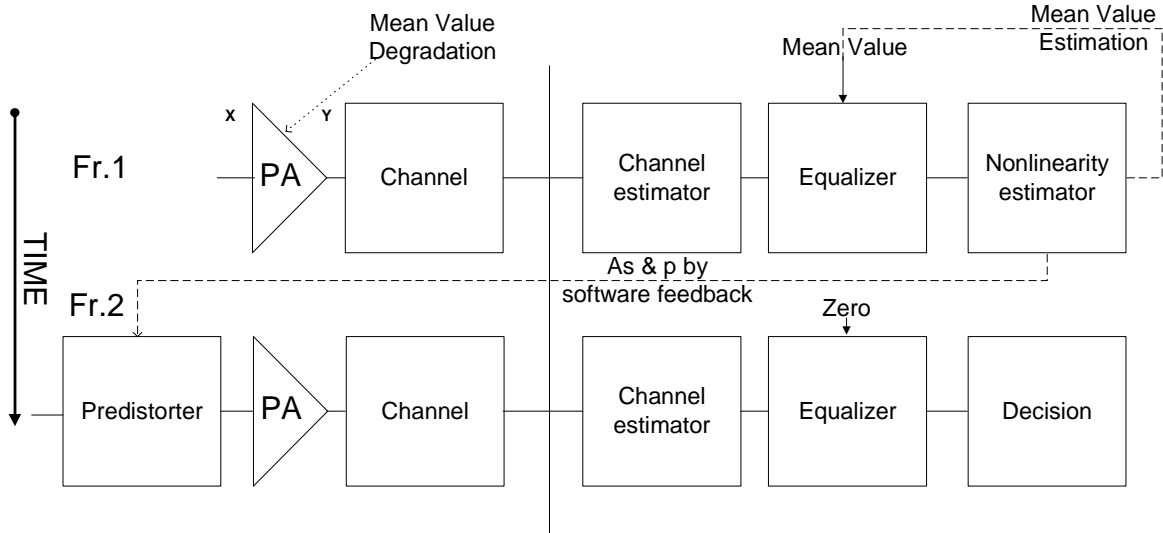 Mean Value
Degradation
Mean Value
Estimation
Mean Value
X
Y
Fr.1
PA
Channel
Channel
estimator
Equalizer
Nonlinearity
estimator
TIME
As & p by
software feedback
Fr.2
Zero
Predistorter
PA
Channel
Channel
estimator
Equalizer
Decision